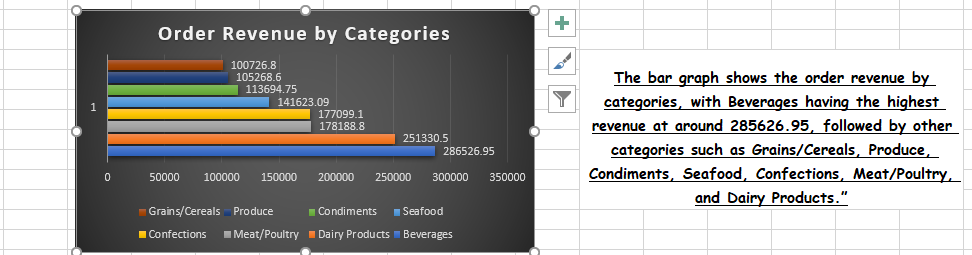 Order Revenue by Categories
100726.8
105268.6
113694.75
1
141623.09
177099.1
178188.8
251330.5
286526.95
0 50000 100000 150000 200000 250000 300000 350000
Grains/Cereals Produce Condiments Seafood
Confections Meat/Poultry Dairy Products Beverages
The bar graph shows the order revenue by
categories, with Beverages having the highest
revenue at around 285626.95, followed by other
categories such as Grains/Cereals, Produce,
Condiments, Seafood, Confections, Meat/Poultry,
and Dairy Products.”